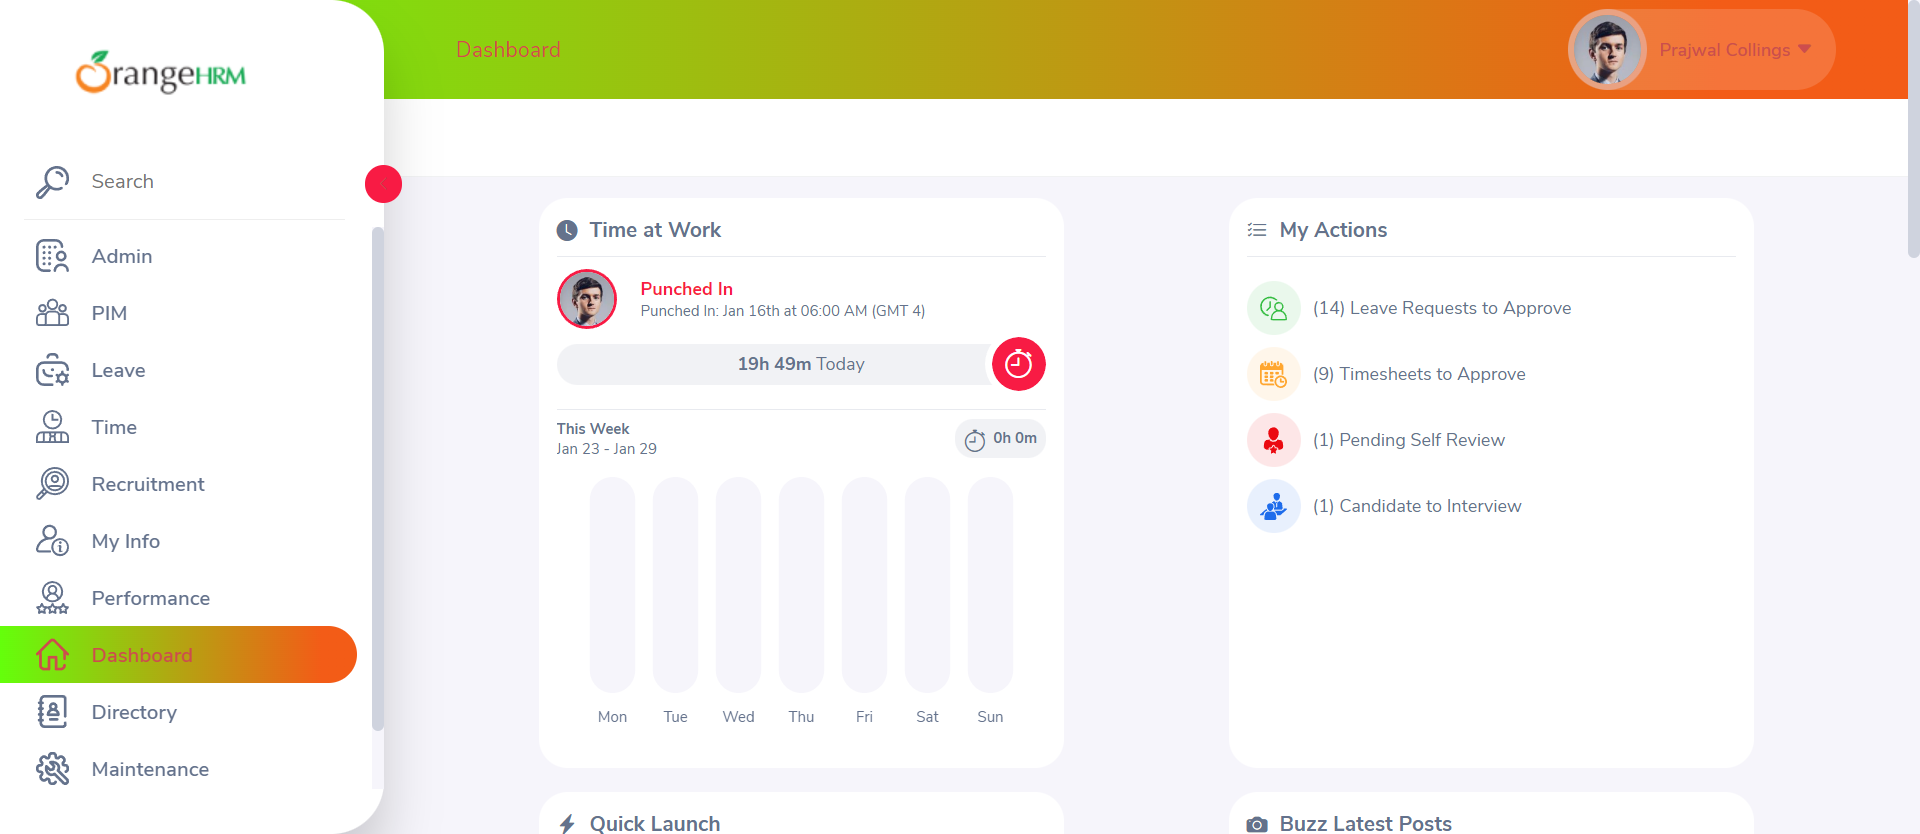 OrangeHRM
Search
Admin
PIM
Leave
Time
Recruitment
My Info
Performance
Dashboard
Directory
Maintenance
Dashboard
Prajwal Collings
Time at Work
Punched In
Punched In: Jan 16th at 06:00 AM (GMT 4)
19h 49m Today
This Week
Jan 23 - Jan 29
0h 0m
Mon Tue Wed Thu Fri Sat Sun
My Actions
(14) Leave Requests to Approve
(9) Timesheets to Approve
(1) Pending Self Review
(1) Candidate to Interview
Quick Launch
Buzz Latest Posts